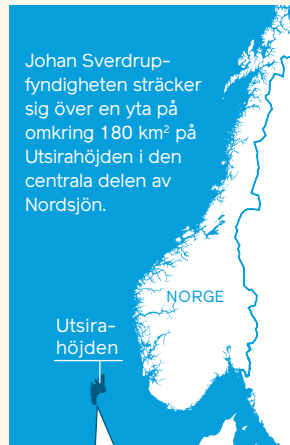 Johan Sverdrup-
fyndigheten sträcker
sig över en yta på
omkring 180 km² på
Utsirahöjden i den
centrala delen av
Nordsjön.
NORGE
Utsira-
höjden